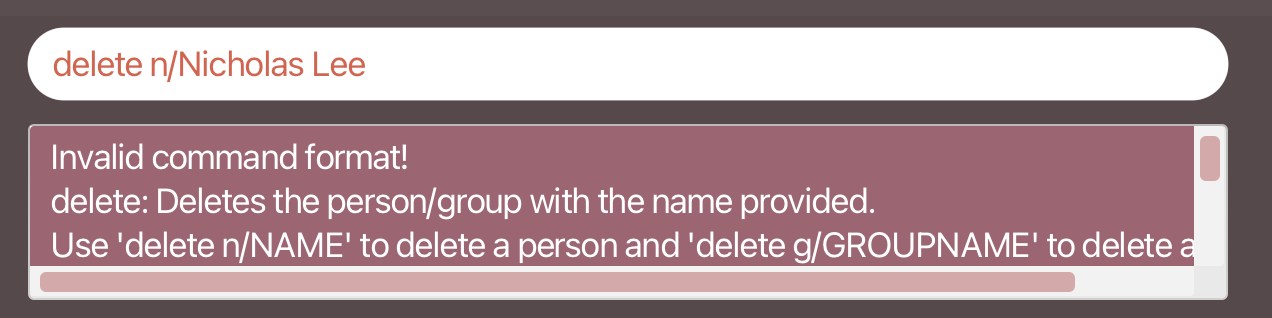 delete n/Nicholas Lee
Invalid command format!
delete: Deletes the person/group with the name provided.
Use 'delete n/NAME' to delete a person and 'delete g/GROUPNAME' to delete a